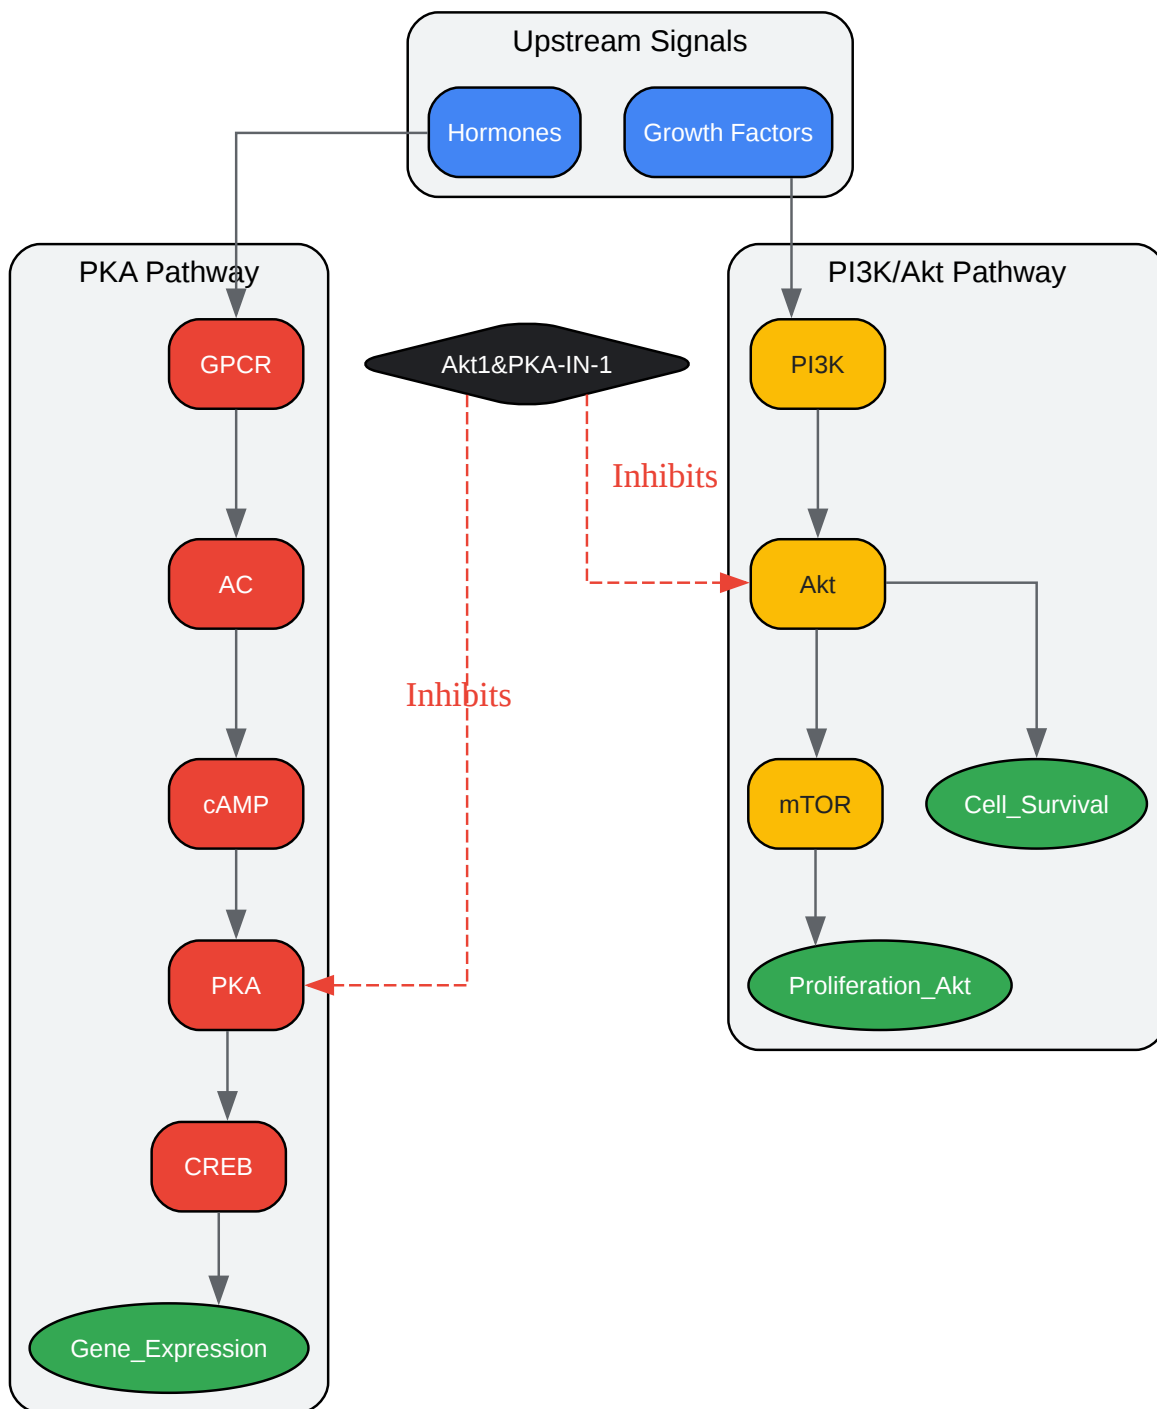 Upstream Signals
Hormones
Growth Factors
PKA Pathway
PI3K/Akt Pathway
GPCR
Akt1&PKA-IN-1
PI3K
Inhibits
AC
Akt
Inhibits
cAMP
mTOR
Cell_Survival
PKA
Proliferation_Akt
CREB
Gene_Expression